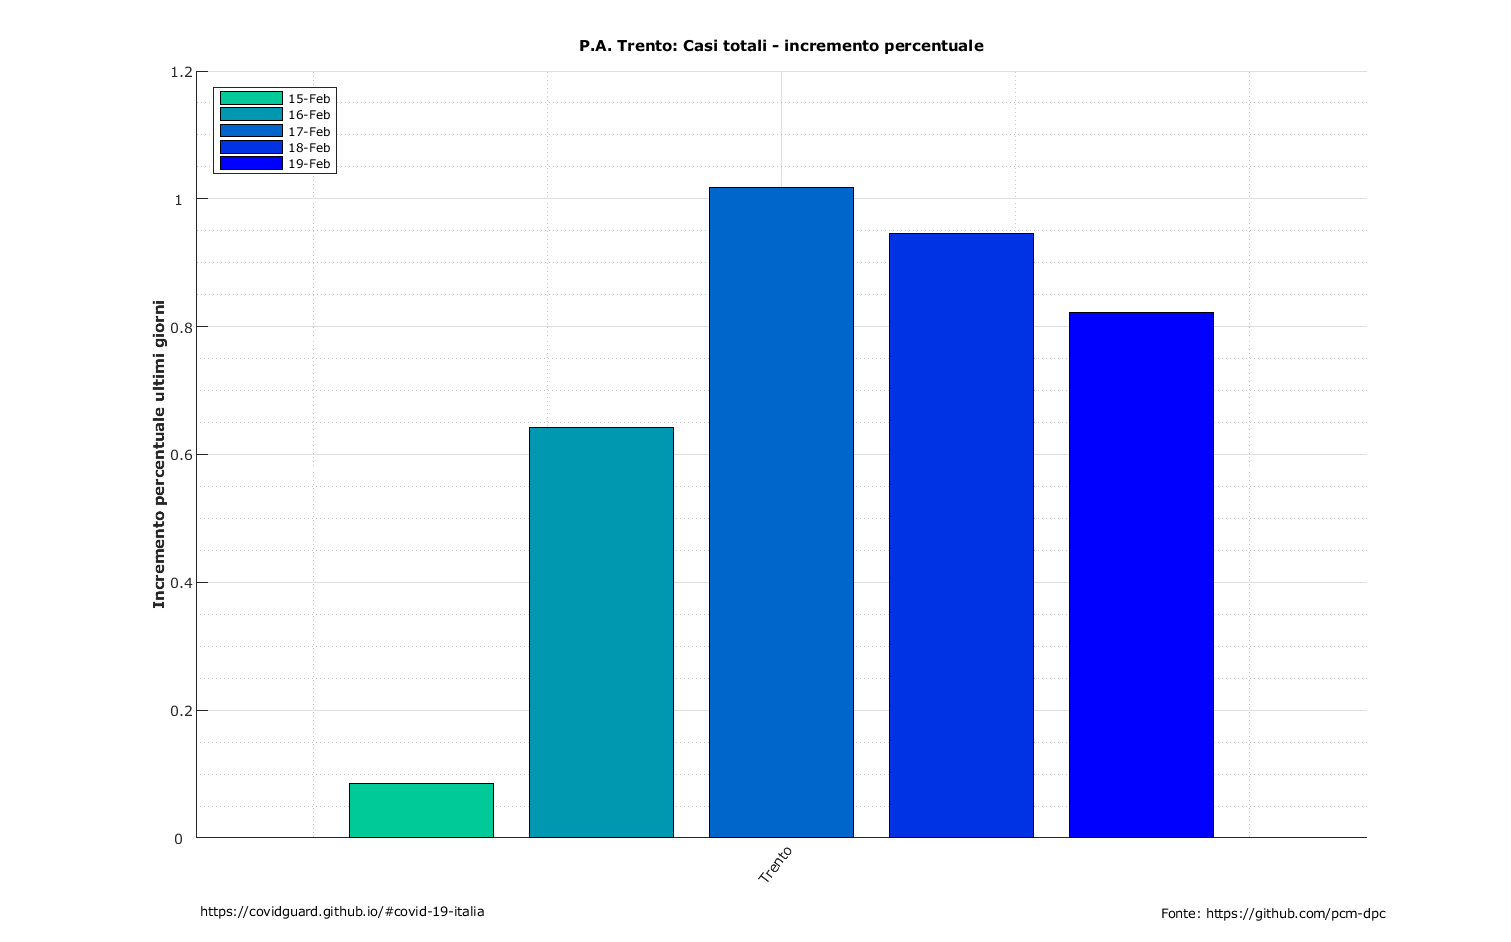 P.A. Trento: Casi totali - incremento percentuale
15-Feb
16-Feb
17-Feb
18-Feb
19-Feb
Incremento percentuale ultimi giorni
1.2
1
0.8
0.6
0.4
0.2
0
Trento
https://covidguard.github.io/#covid-19-italia
Fonte: https://github.com/pcm-dpc